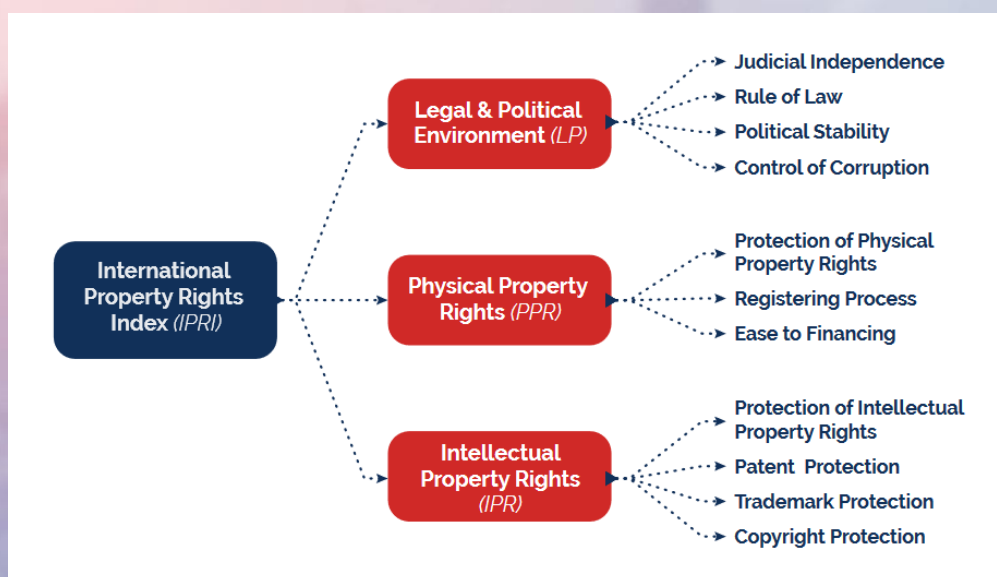 International
Property Rights
Index (IPRI)
Legal & Political
Environment (LP)
Judicial Independence
Rule of Law
Political Stability
Control of Corruption
Physical Property
Rights (PPR)
Protection of Physical
Property Rights
Registering Process
Ease to Financing
Intellectual
Property Rights
(IPR)
Protection of Intellectual
Property Rights
Patent Protection
Trademark Protection
Copyright Protection